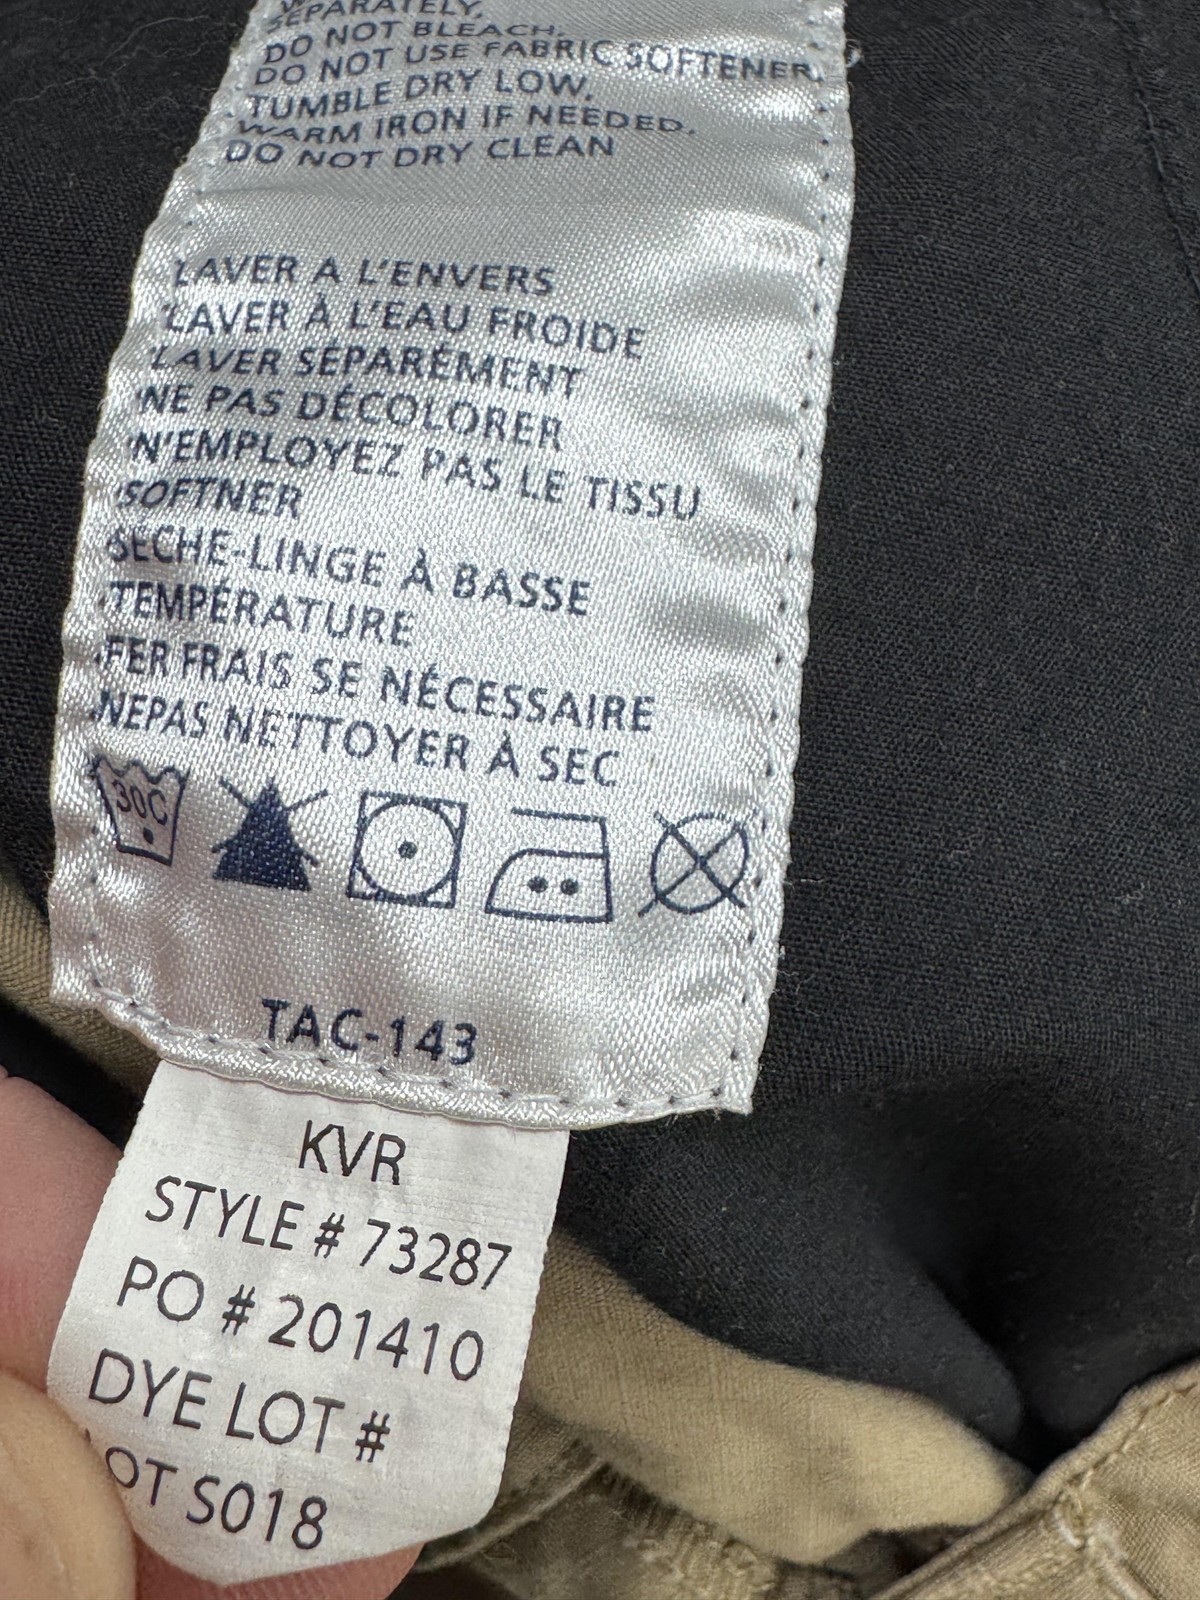 SEPARATELY,
DO NOT BLEACH.
DO NOT USE FABRIC SOFTENER,
TUMBLE DRY LOW,
WARM IRON IF NEEDED.
DO NOT DRY CLEAN
LAVER A L'ENVERS
LAVER À L'EAU FROIDE
LAVER SÉPARÉMENT
NE PAS DÉCOLORER
N'EMPLOYEZ PAS LE TISSU
SOFTNER
SÈCHE-LINGE À BASSE
TEMPÉRATURE
FER FRAIS SE NÉCESSAIRE
NEPAS NETTOYER À SEC
30C
TAC-143
KVR
STYLE # 73287
PO # 201410
DYE LOT #
LOT S018